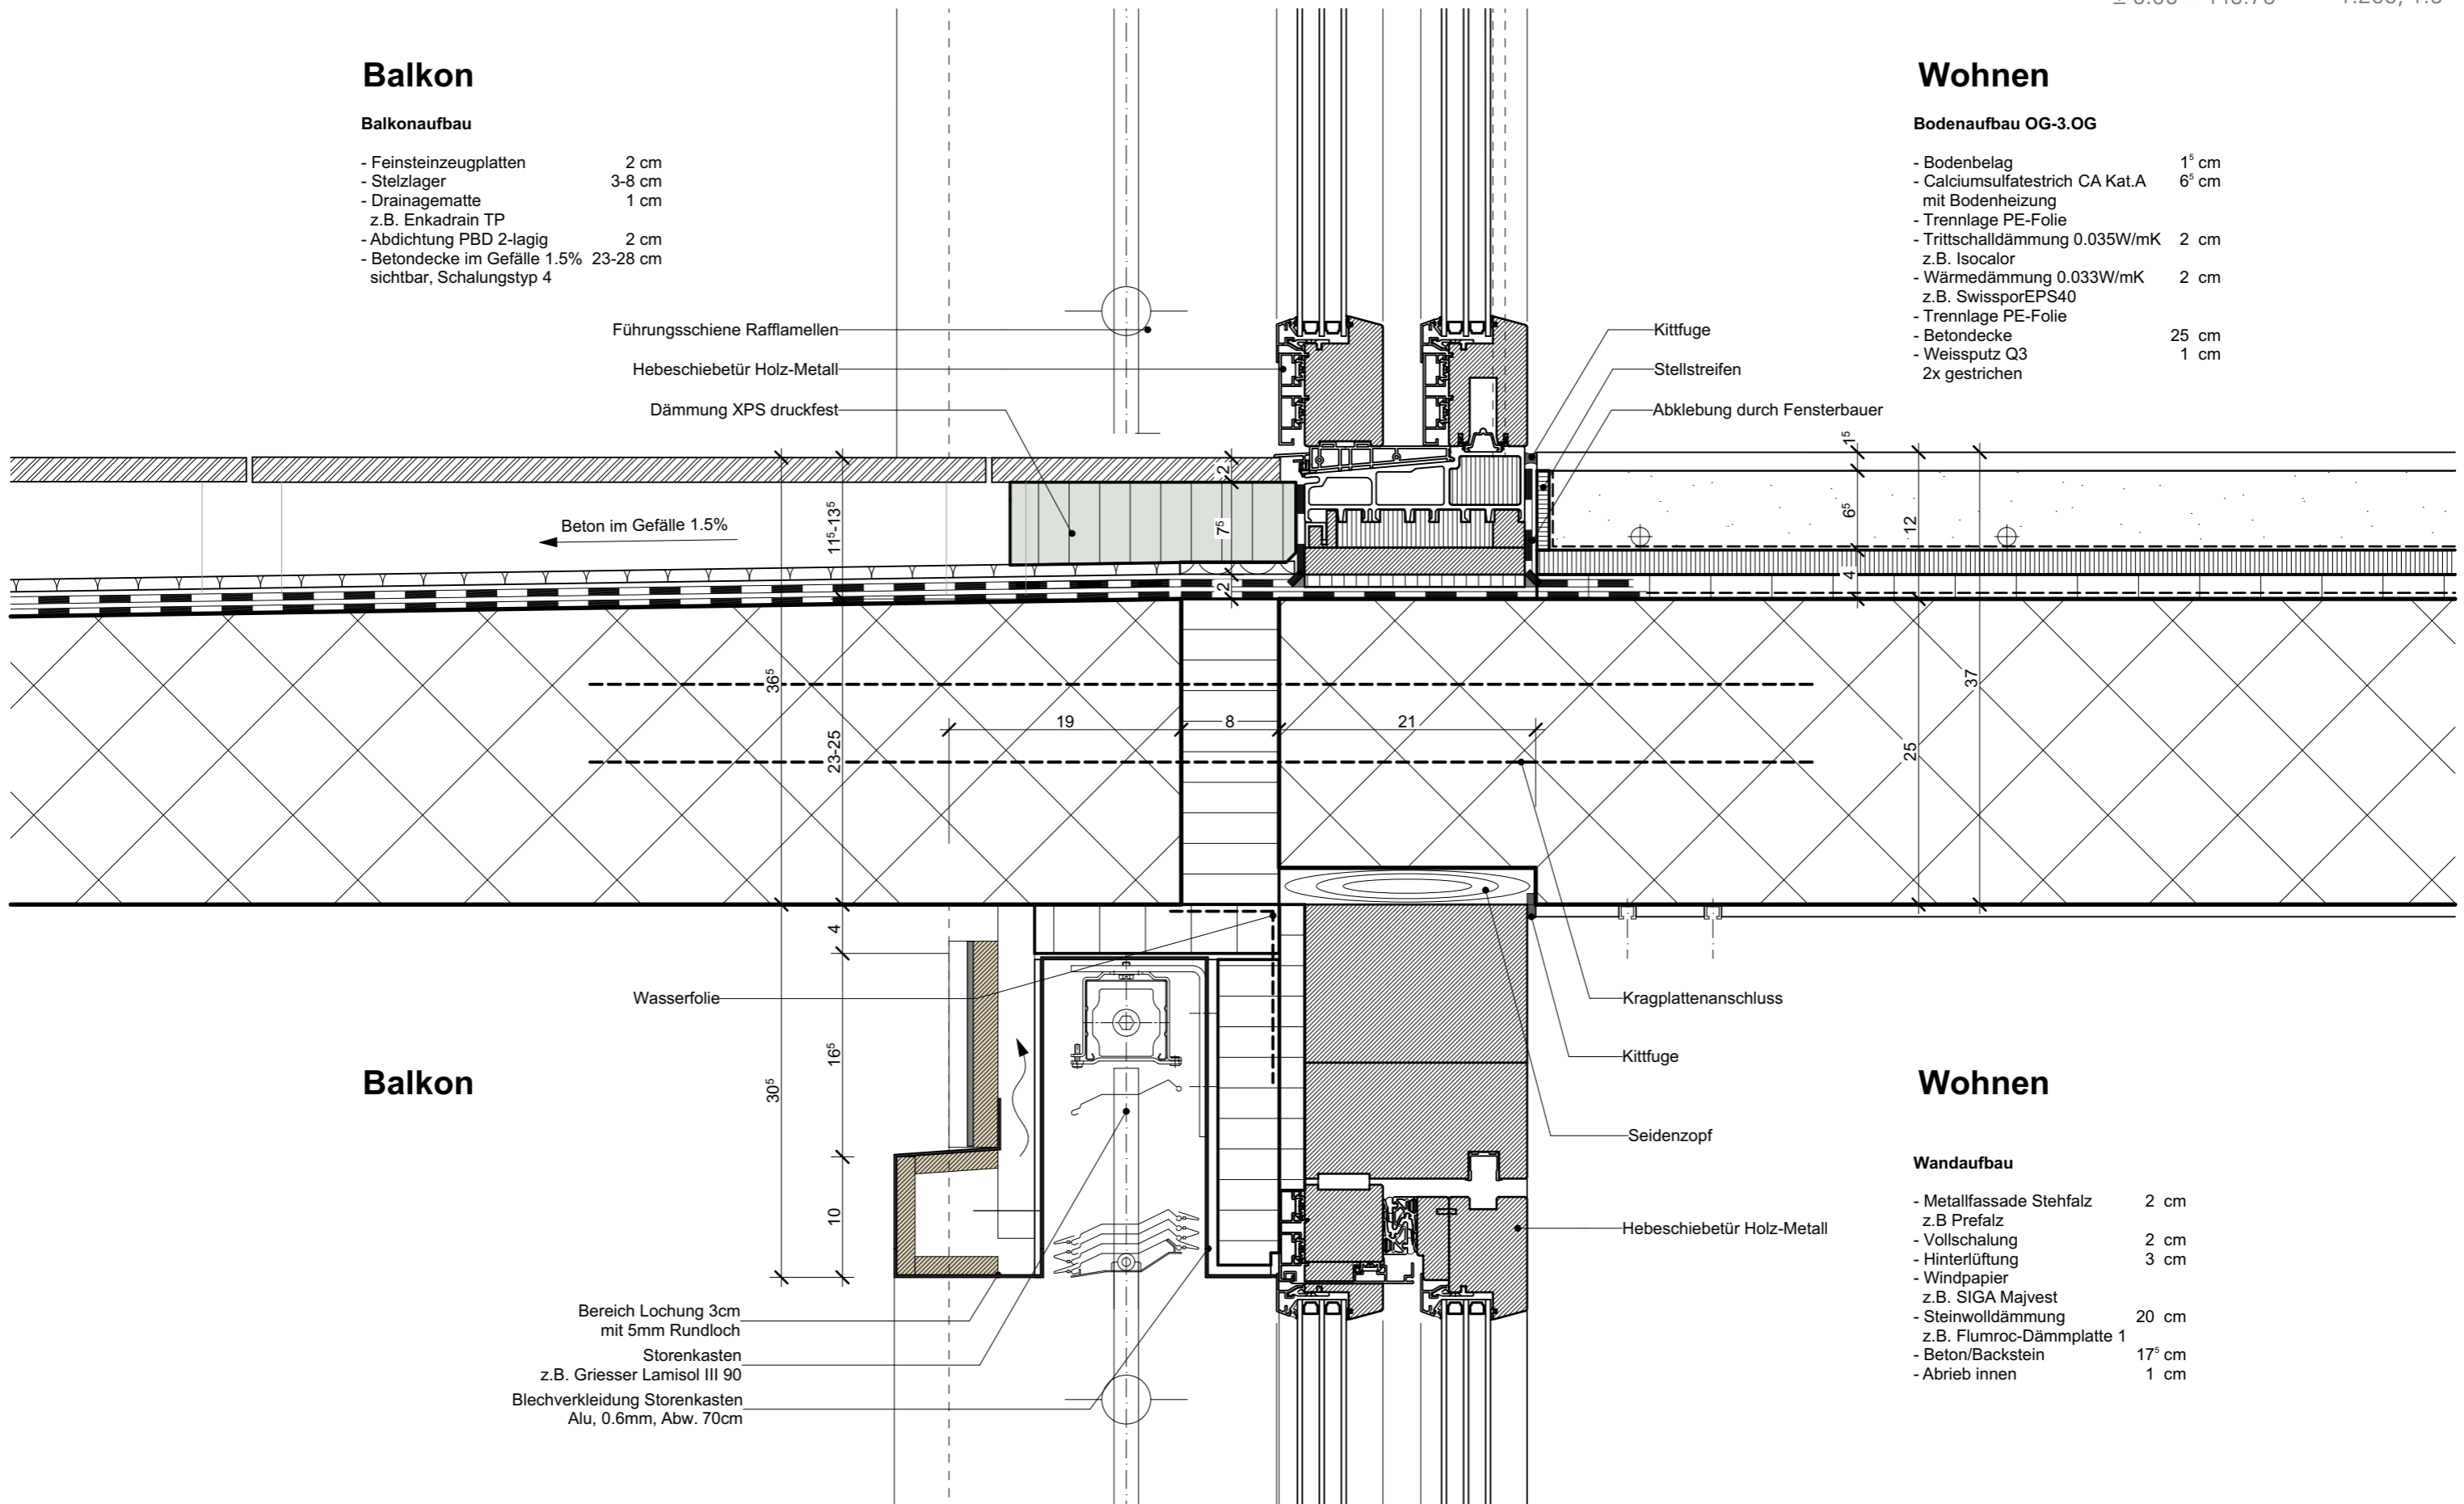 Balkon
Balkonaufbau
- Feinsteinzeugplatten 2 cm
- Stelzlager 3-8 cm
- Drainagematte 1 cm
z.B. Enkadrain TP
- Abdichtung PBD 2-lagig 2 cm
- Betondecke im Gefälle 1.5% 23-28 cm
sichtbar, Schalungstyp 4
Wohnen
Bodenaufbau OG-3.OG
- Bodenbelag 1⁵ cm
- Calciumsulfatestrich CA Kat.A 6⁵ cm
mit Bodenheizung
- Trennlage PE-Folie
- Trittschalldämmung 0.035W/mK 2 cm
z.B. Isocalor
- Wärmedämmung 0.033W/mK 2 cm
z.B. SwissporEPS40
- Trennlage PE-Folie
- Betondecke 25 cm
- Weissputz Q3 1 cm
2x gestrichen
Führungsschiene Rafflamellen
Hebeschiebetür Holz-Metall
Dämmung XPS druckfest
Kittfuge
Stellstreifen
Abklebung durch Fensterbauer
Beton im Gefälle 1.5%
11⁵-13⁵
2
7⁵
2
1⁵
6⁵
12
4
36⁵
23-25
19
8
21
25
37
4
16⁵
30⁵
10
Wasserfolie
Kragplattenanschluss
Kittfuge
Seidenzopf
Hebeschiebetür Holz-Metall
Balkon
Bereich Lochung 3cm
mit 5mm Rundloch
Storenkasten
z.B. Griesser Lamisol III 90
Blechverkleidung Storenkasten
Alu, 0.6mm, Abw. 70cm
Wohnen
Wandaufbau
- Metallfassade Stehfalz 2 cm
z.B Prefalz
- Vollschalung 2 cm
- Hinterlüftung 3 cm
- Windpapier
z.B. SIGA Majvest
- Steinwolldämmung 20 cm
z.B. Flumroc-Dämmplatte 1
- Beton/Backstein 17⁵ cm
- Abrieb innen 1 cm